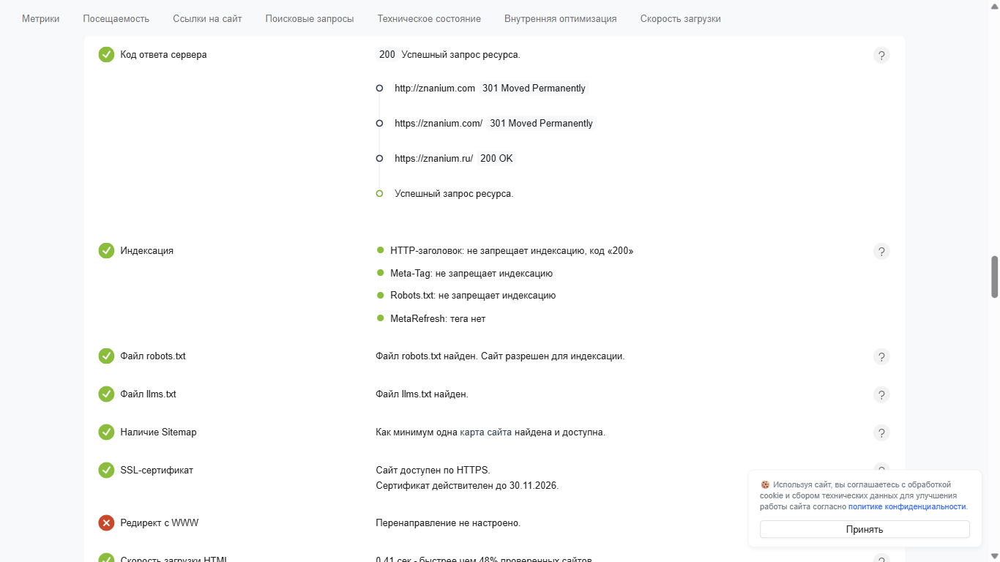 Метрики Посещаемость Ссылки на сайт Поисковые запросы Техническое состояние Внутренняя оптимизация Скорость загрузки
Код ответа сервера 200 Успешный запрос ресурса. ?
http://znanium.com 301 Moved Permanently
https://znanium.com/ 301 Moved Permanently
https://znanium.ru/ 200 OK
Успешный запрос ресурса.
Индексация HTTP-заголовок: не запрещает индексацию, код «200» ?
Meta-Tag: не запрещает индексацию
Robots.txt: не запрещает индексацию
MetaRefresh: тега нет
Файл robots.txt Файл robots.txt найден. Сайт разрешен для индексации. ?
Файл llms.txt Файл llms.txt найден. ?
Наличие Sitemap Как минимум одна карта сайта найдена и доступна. ?
SSL-сертификат Сайт доступен по HTTPS. ?
Сертификат действителен до 30.11.2026.
Редирект с WWW Перенаправление не настроено.
Скорость загрузки HTML 0.41 сек - быстрее чем 48% проверенных сайтов ?
Используя сайт, вы соглашаетесь с обработкой
cookie и сбором технических данных для улучшения
работы сайта согласно политике конфиденциальности.
Принять